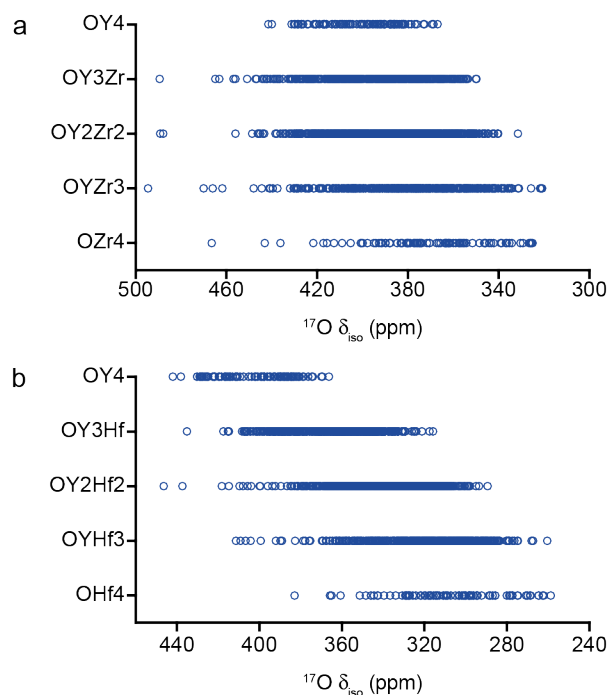 a
OY4
OY3Zr
OY2Zr2
OYZr3
OZr4
500 460 420 380 340 300
¹⁷O δiso (ppm)
b
OY4
OY3Hf
OY2Hf2
OYHf3
OHf4
440 400 360 320 280 240
¹⁷O δiso (ppm)